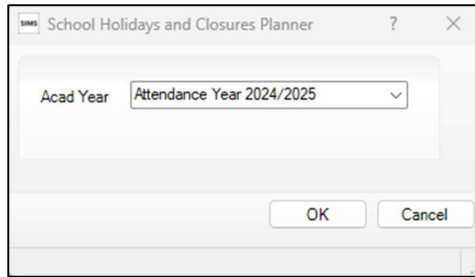 SIMS School Holidays and Closures Planner ? ×
Acad Year Attendance Year 2024/2025
OK Cancel